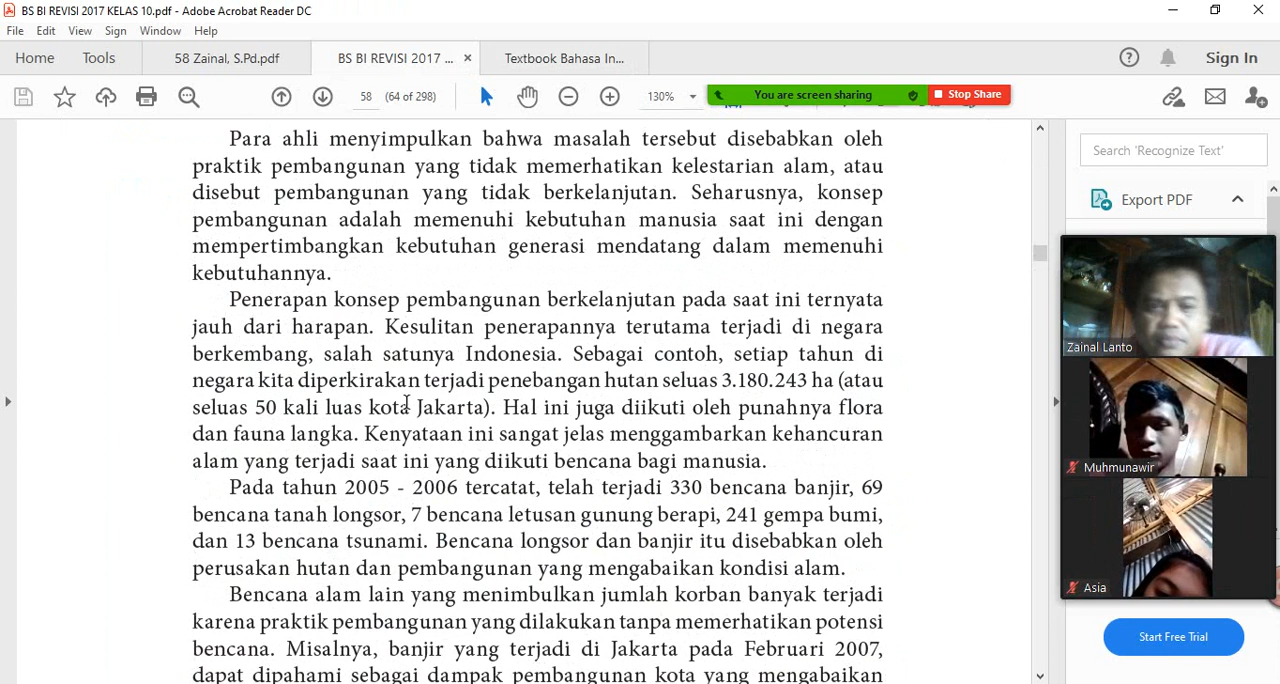 BS BI REVISI 2017 KELAS 10.pdf - Adobe Acrobat Reader DC
File Edit View Sign Window Help
Home Tools 58 Zainal, S.Pd.pdf BS BI REVISI 2017 ... × Textbook Bahasa In... Sign In
58 (64 of 298) 130% You are screen sharing Stop Share
Para ahli menyimpulkan bahwa masalah tersebut disebabkan oleh
praktik pembangunan yang tidak memerhatikan kelestarian alam, atau
disebut pembangunan yang tidak berkelanjutan. Seharusnya, konsep
pembangunan adalah memenuhi kebutuhan manusia saat ini dengan
mempertimbangkan kebutuhan generasi mendatang dalam memenuhi
kebutuhannya.
Penerapan konsep pembangunan berkelanjutan pada saat ini ternyata
jauh dari harapan. Kesulitan penerapannya terutama terjadi di negara
berkembang, salah satunya Indonesia. Sebagai contoh, setiap tahun di
negara kita diperkirakan terjadi penebangan hutan seluas 3.180.243 ha (atau
seluas 50 kali luas kota Jakarta). Hal ini juga diikuti oleh punahnya flora
dan fauna langka. Kenyataan ini sangat jelas menggambarkan kehancuran
alam yang terjadi saat ini yang diikuti bencana bagi manusia.
Pada tahun 2005 - 2006 tercatat, telah terjadi 330 bencana banjir, 69
bencana tanah longsor, 7 bencana letusan gunung berapi, 241 gempa bumi,
dan 13 bencana tsunami. Bencana longsor dan banjir itu disebabkan oleh
perusakan hutan dan pembangunan yang mengabaikan kondisi alam.
Bencana alam lain yang menimbulkan jumlah korban banyak terjadi
karena praktik pembangunan yang dilakukan tanpa memerhatikan potensi
bencana. Misalnya, banjir yang terjadi di Jakarta pada Februari 2007,
dapat dipahami sebagai dampak pembangunan kota yang mengabaikan
Search 'Recognize Text'
Export PDF
Zainal Lanto
Muhmunawir
Asia
Start Free Trial